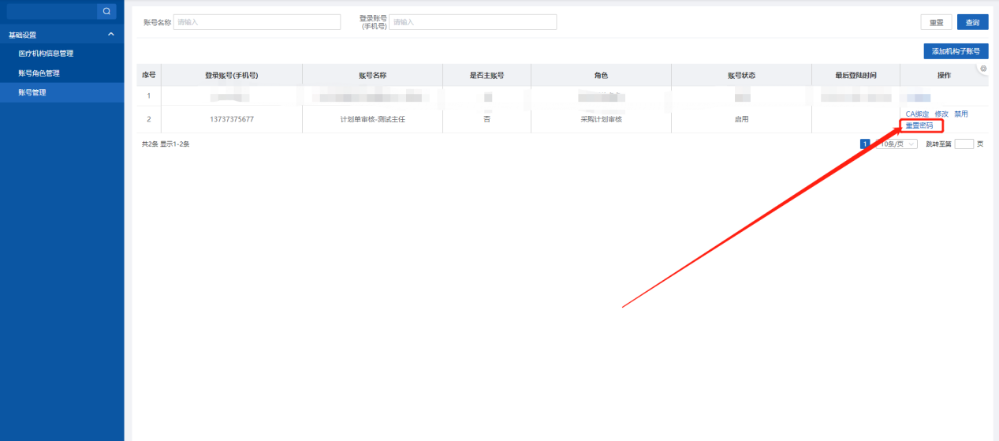 账号名称 请输入 登录账号(手机号) 请输入 重置 查询
基础设置
医疗机构信息管理
添加机构子账号
账号角色管理
账号管理
序号 登录账号(手机号) 账号名称 是否主账号 角色 账号状态 最后登陆时间 操作
1
2 13737375677 计划单审核-测试主任 否 采购计划审核 启用 CA绑定 修改 禁用
重置密码
共2条 显示1-2条 1 10条/页 跳转至第 页